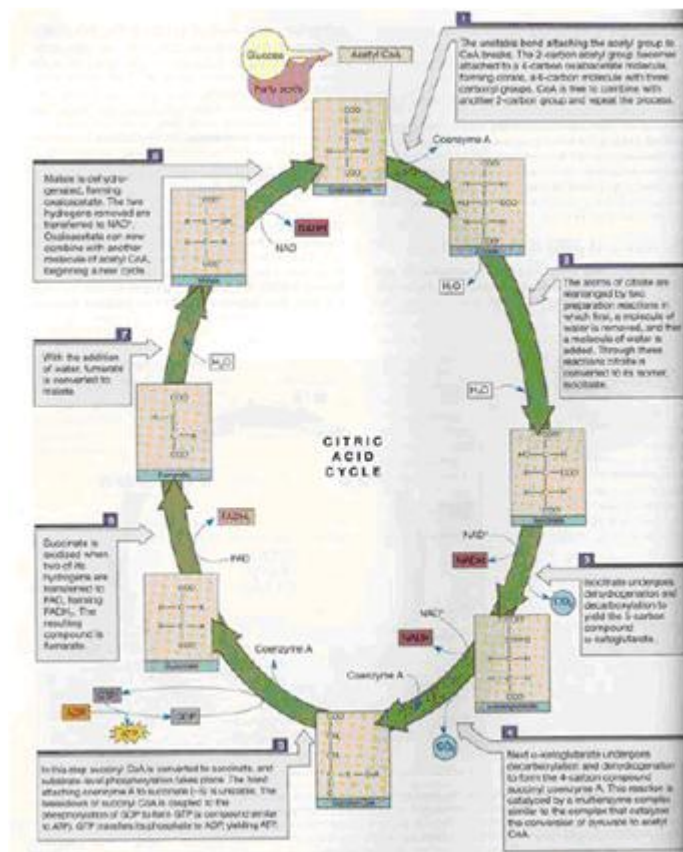 1
The unstable bond attaching the acetyl group to
CoA breaks. The 2-carbon acetyl group becomes
attached to a 4-carbon oxaloacetate molecule,
forming citrate, a 6-carbon molecule with three
carboxyl groups. CoA is free to combine with
another 2-carbon group and repeat the process.
Glucose
Fatty acids
Acetyl CoA
Coenzyme A
Oxaloacetate
Citrate
H₂O
2
The atoms of citrate are
rearranged by two
preparation reactions in
which first, a molecule of
water is removed, and then
a molecule of water is
added. Through these
reactions citrate is
converted to its isomer,
isocitrate.
H₂O
Isocitrate
NAD⁺
NADH
CO₂
3
Isocitrate undergoes
dehydrogenation and
decarboxylation to
yield the 5-carbon
compound
α-ketoglutarate.
α-ketoglutarate
NAD⁺
NADH
Coenzyme A
CO₂
4
Next α-ketoglutarate undergoes
decarboxylation and dehydrogenation
to form the 4-carbon compound
succinyl coenzyme A. This reaction is
catalyzed by a multienzyme complex
similar to the complex that catalyzes
the conversion of pyruvate to acetyl
CoA.
Succinyl CoA
5
In this step succinyl CoA is converted to succinate, and
substrate-level phosphorylation takes place. The bond
attaching coenzyme A to succinate (~S) is unstable. The
breakdown of succinyl CoA is coupled to the
phosphorylation of GDP to form GTP (a compound similar
to ATP). GTP transfers its phosphate to ADP, yielding ATP.
Coenzyme A
GTP
ADP
GDP
ATP
Succinate
6
Succinate is
oxidized when
two of its
hydrogens are
transferred to
FAD, forming
FADH₂. The
resulting
compound is
fumarate.
FADH₂
FAD
Fumarate
7
With the addition
of water, fumarate
is converted to
malate.
H₂O
Malate
8
Malate is dehydro-
genated, forming
oxaloacetate. The two
hydrogens removed are
transferred to NAD⁺.
Oxaloacetate can now
combine with another
molecule of acetyl CoA,
beginning a new cycle.
NADH
NAD
CITRIC
ACID
CYCLE